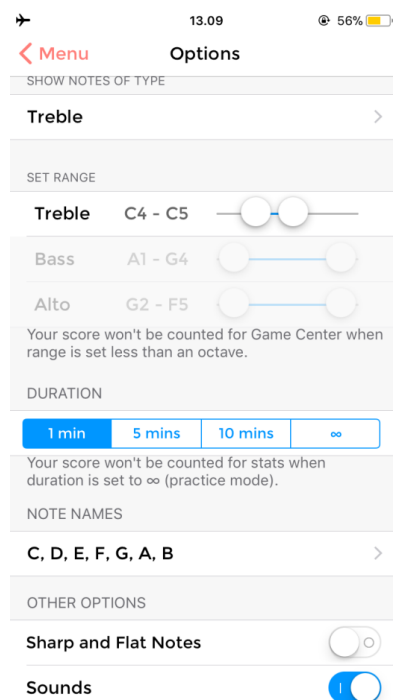 13.09
56%
Menu
Options
SHOW NOTES OF TYPE
Treble
SET RANGE
Treble C4 - C5
Bass A1 - G4
Alto G2 - F5
Your score won't be counted for Game Center when
range is set less than an octave.
DURATION
1 min 5 mins 10 mins ∞
Your score won't be counted for stats when
duration is set to ∞ (practice mode).
NOTE NAMES
C, D, E, F, G, A, B
OTHER OPTIONS
Sharp and Flat Notes
Sounds